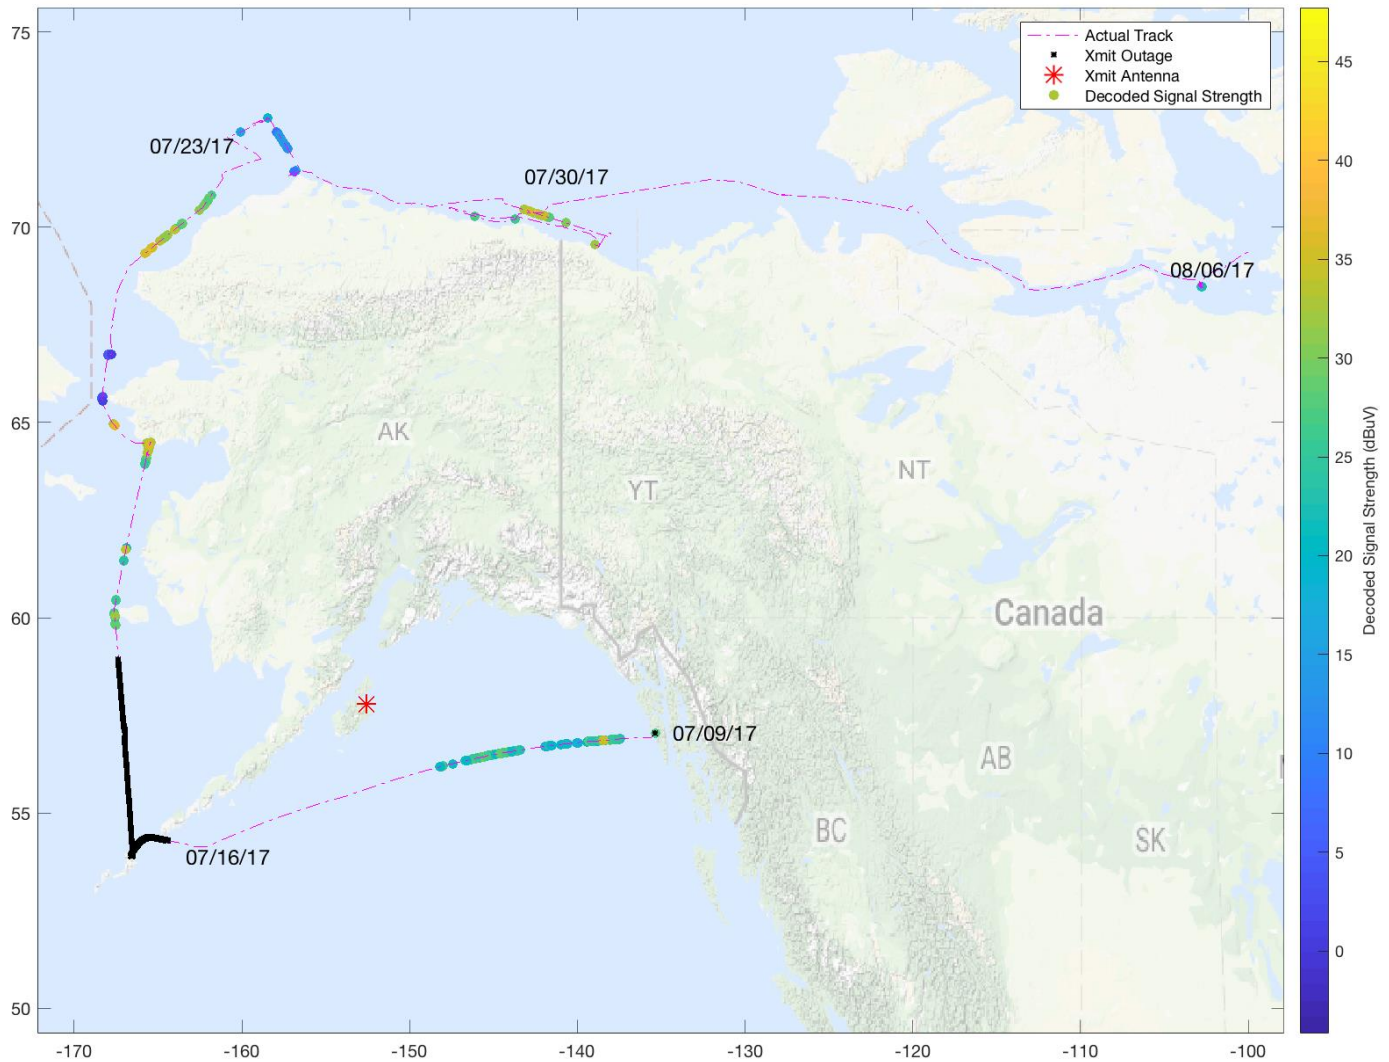 75
70
65
60
55
50
-170
-160
-150
-140
-130
-120
-110
-100
Actual Track
Xmit Outage
Xmit Antenna
Decoded Signal Strength
07/23/17
07/30/17
08/06/17
07/09/17
07/16/17
AK
YT
NT
Canada
AB
BC
SK
45
40
35
30
25
20
15
10
5
0
Decoded Signal Strength (dBuV)